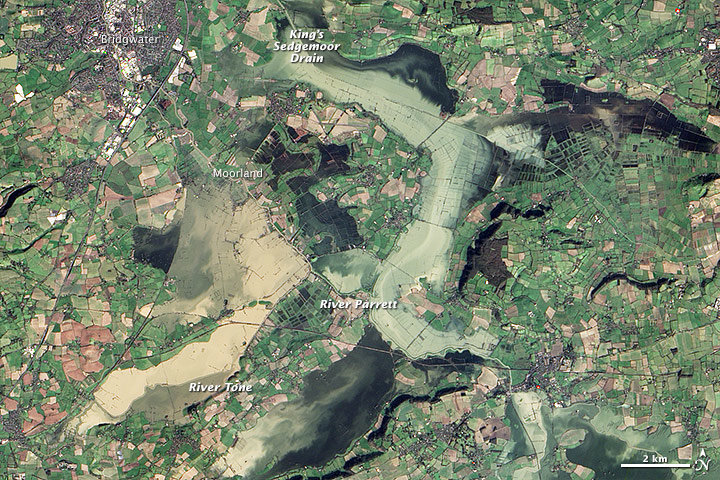 King's
Sedgemoor
Drain
Bridgwater
Moorland
River Parrett
River Tone
2 km
N